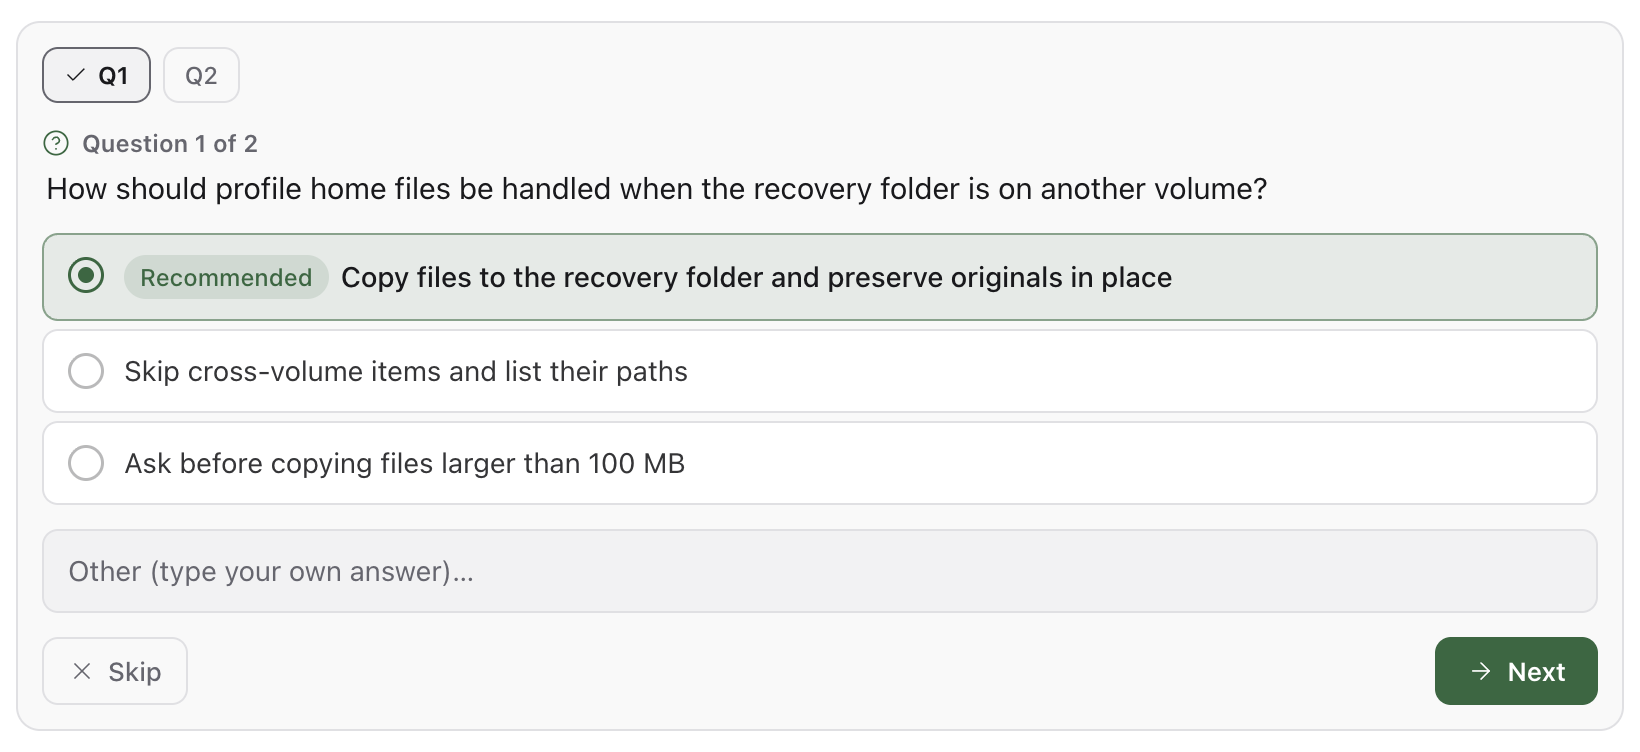 Q1
Q2
Question 1 of 2
How should profile home files be handled when the recovery folder is on another volume?
Recommended Copy files to the recovery folder and preserve originals in place
Skip cross-volume items and list their paths
Ask before copying files larger than 100 MB
Other (type your own answer)...
Skip
Next